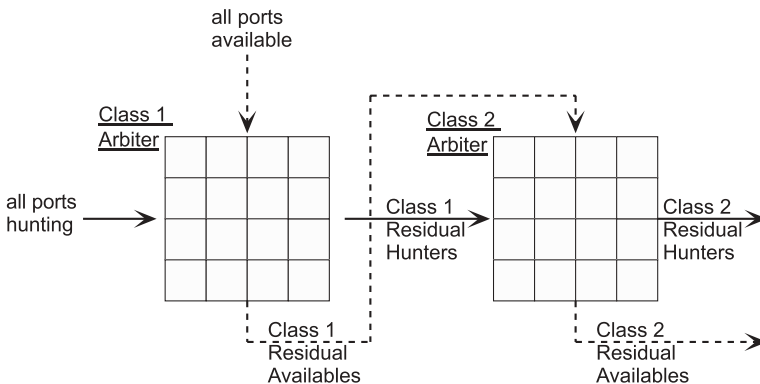 all ports
available
Class 1
Arbiter
all ports
hunting
Class 1
Residual
Availables
Class 1
Residual
Hunters
Class 2
Arbiter
Class 2
Residual
Hunters
Class 2
Residual
Availables